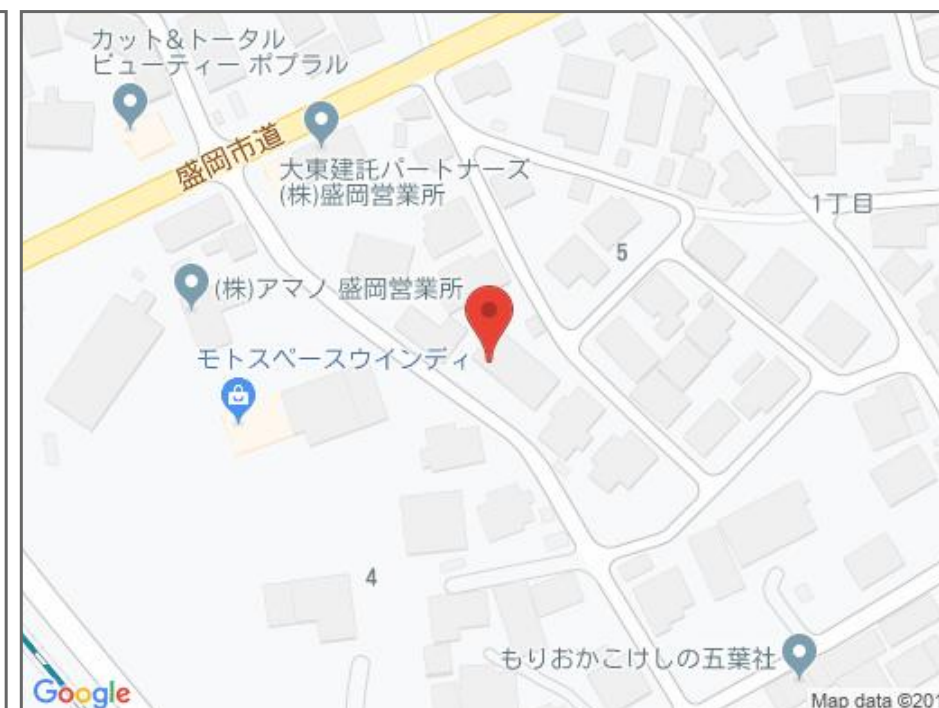 カット&トータル
ビューティー ポプラル
盛岡市道
大東建託パートナーズ
(株)盛岡営業所
1丁目
5
(株)アマノ 盛岡営業所
モトスペースウインディ
4
もりおかこけしの五葉社
Google
Map data ©201